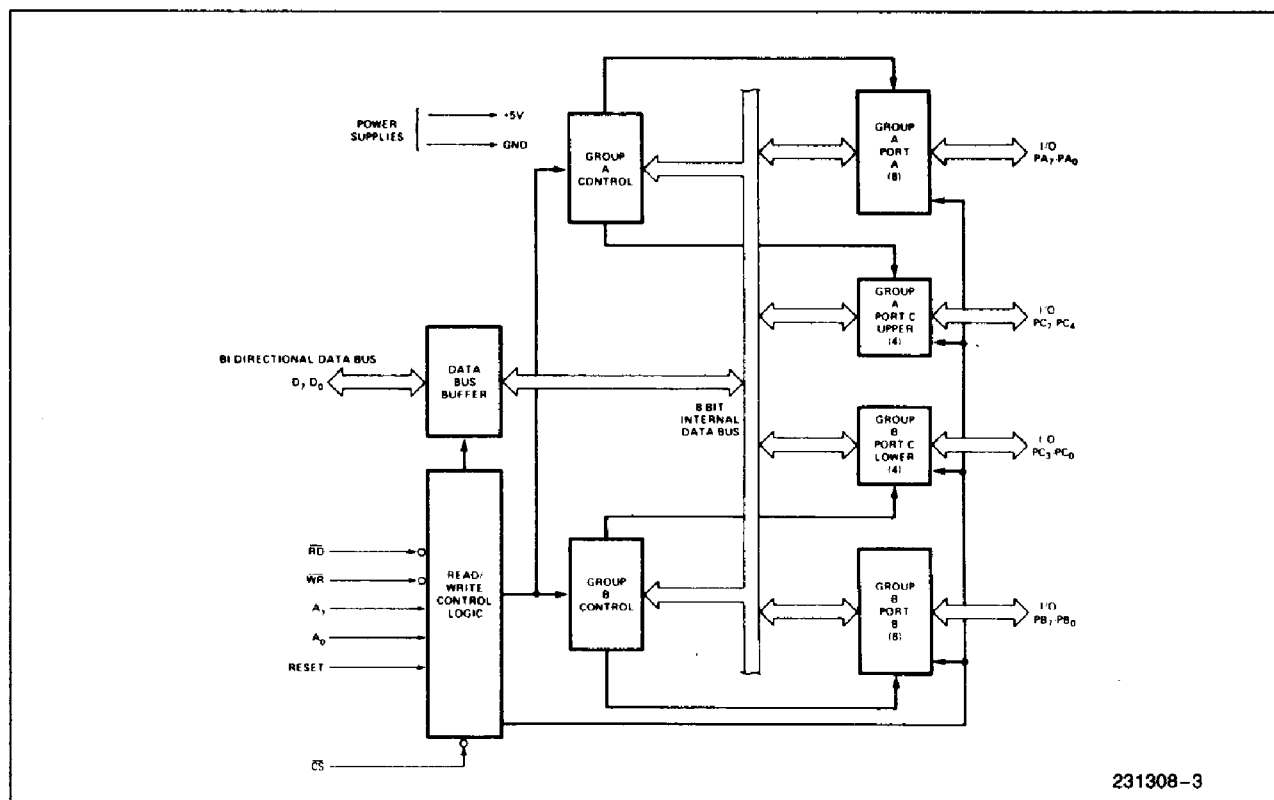 POWER
SUPPLIES
+5V
GND
GROUP
A
CONTROL
GROUP
A
PORT
A
(8)
I/O
PA7-PA0
GROUP
A
PORT C
UPPER
(4)
I/O
PC7-PC4
BI DIRECTIONAL DATA BUS
D7 D0
DATA
BUS
BUFFER
8 BIT
INTERNAL
DATA BUS
GROUP
B
PORT C
LOWER
(4)
I/O
PC3-PC0
RD
WR
A1
A0
RESET
CS
READ/
WRITE
CONTROL
LOGIC
GROUP
B
CONTROL
GROUP
B
PORT
B
(8)
I/O
PB7-PB0
231308-3